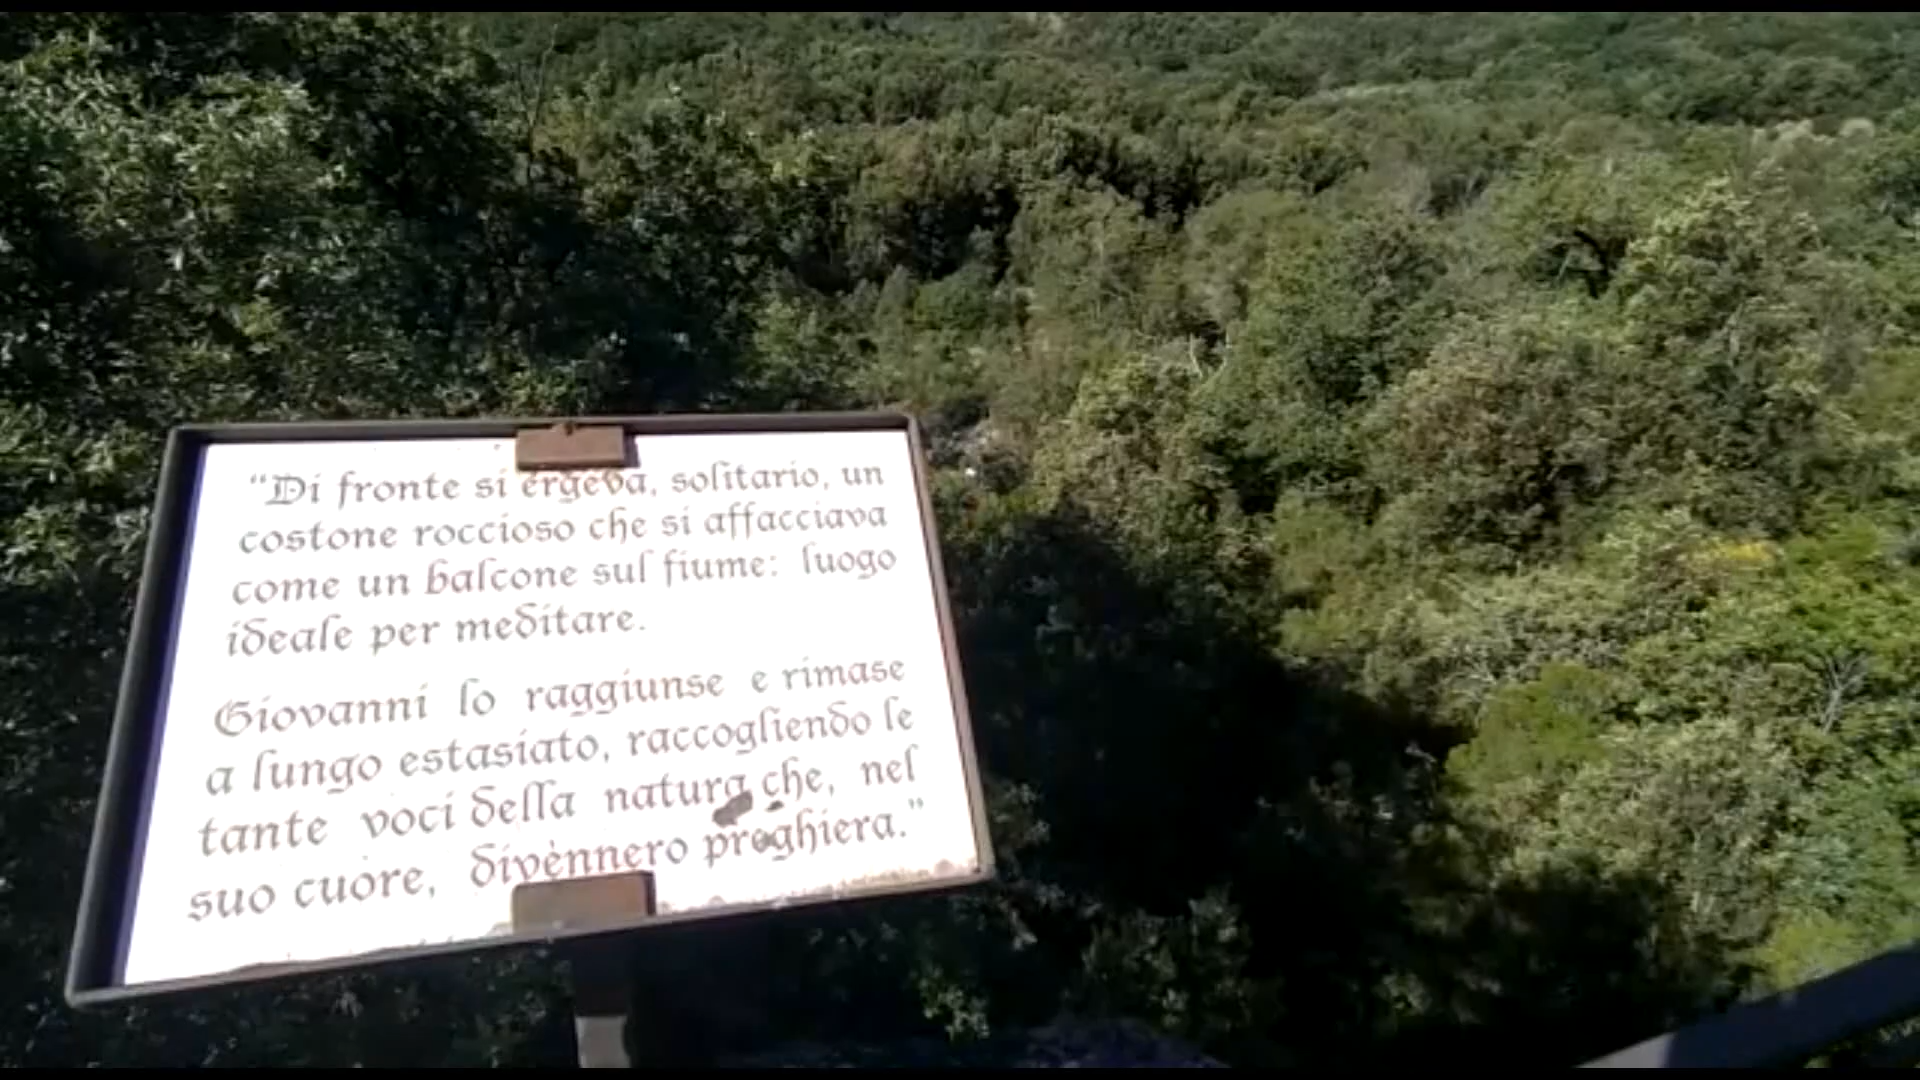 “Di fronte si ergeva, solitario, un
costone roccioso che si affacciava
come un balcone sul fiume: luogo
ideale per meditare.
Giovanni lo raggiunse e rimase
a lungo estasiato, raccogliendo le
tante voci della natura che, nel
suo cuore, divènnero preghiera.”